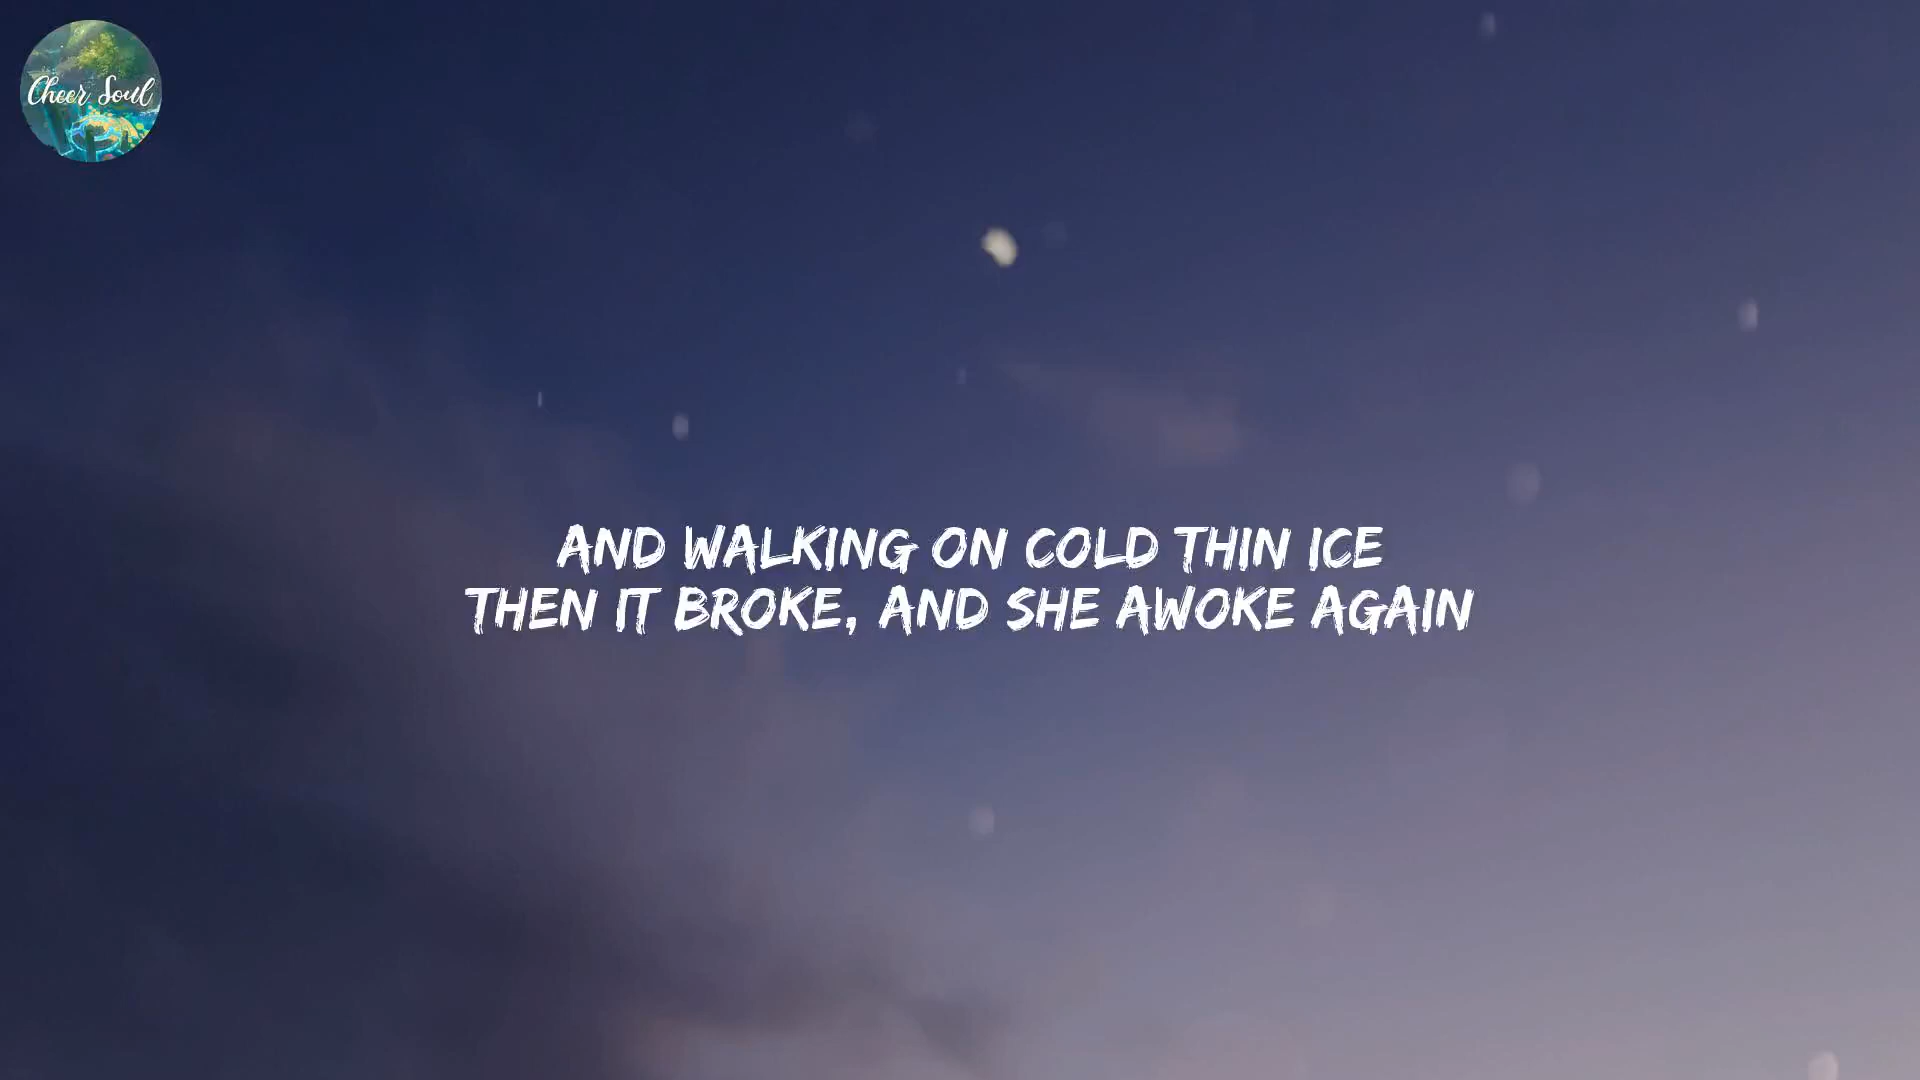 Cheer Soul
AND WALKING ON COLD THIN ICE
THEN IT BROKE, AND SHE AWOKE AGAIN